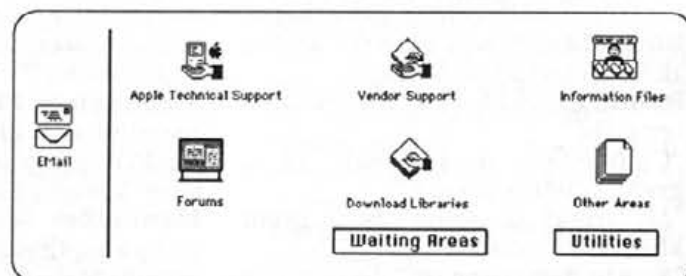 Apple Technical Support
Vendor Support
Information Files
EMail
Forums
Download Libraries
Other Areas
Waiting Areas
Utilities